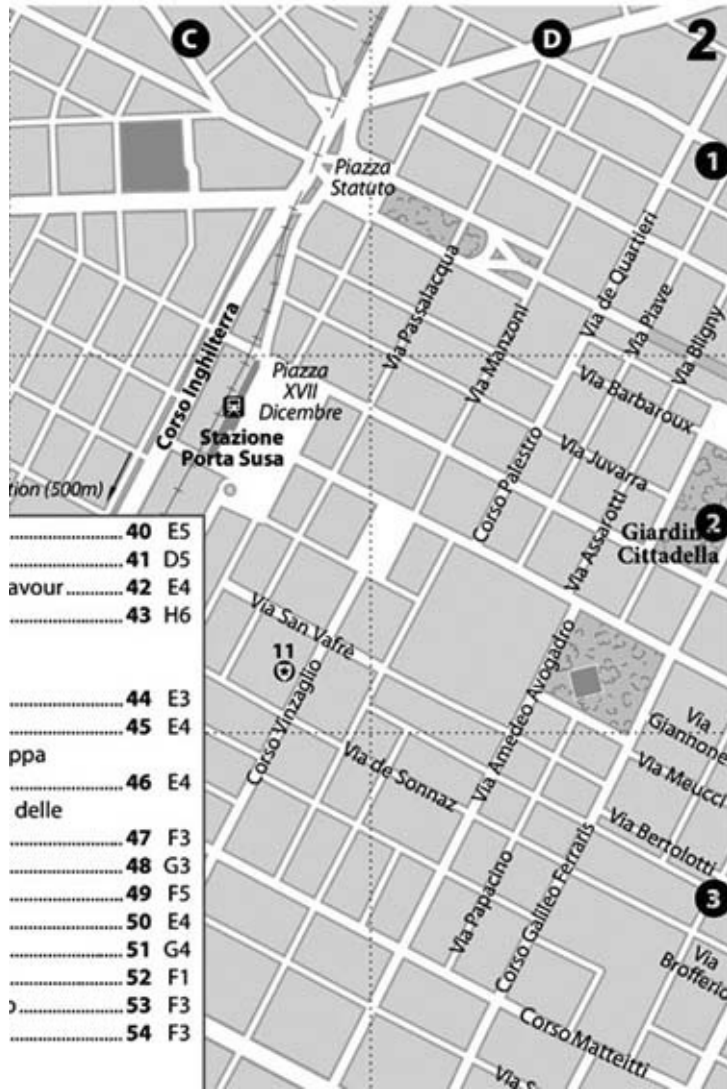 C
D
2
1
Piazza
Statuto
Via Passalacqua
Via Manzoni
Via de Quartieri
Via Piave
Via Bligny
Corso Inghilterra
Piazza
XVII
Dicembre
Stazione
Porta Susa
Via Barbaroux
Via Juvarra
Corso Palestro
Via Assarotti
tion (500m)
Giardin
Cittadella
2
40 E5
41 D5
avour 42 E4
43 H6
44 E3
45 E4
ppa
46 E4
delle
47 F3
48 G3
49 F5
50 E4
51 G4
52 F1
53 F3
54 F3
Via San Vafrè
11
Corso Vinzaglio
Via de Sonnaz
Via Amedeo Avogadro
Via
Giannone
Via Meucci
Via Bertolotti
Via Papacino
Corso Galileo Ferraris
3
Via
Brofferio
Corso Matteitti
Via S